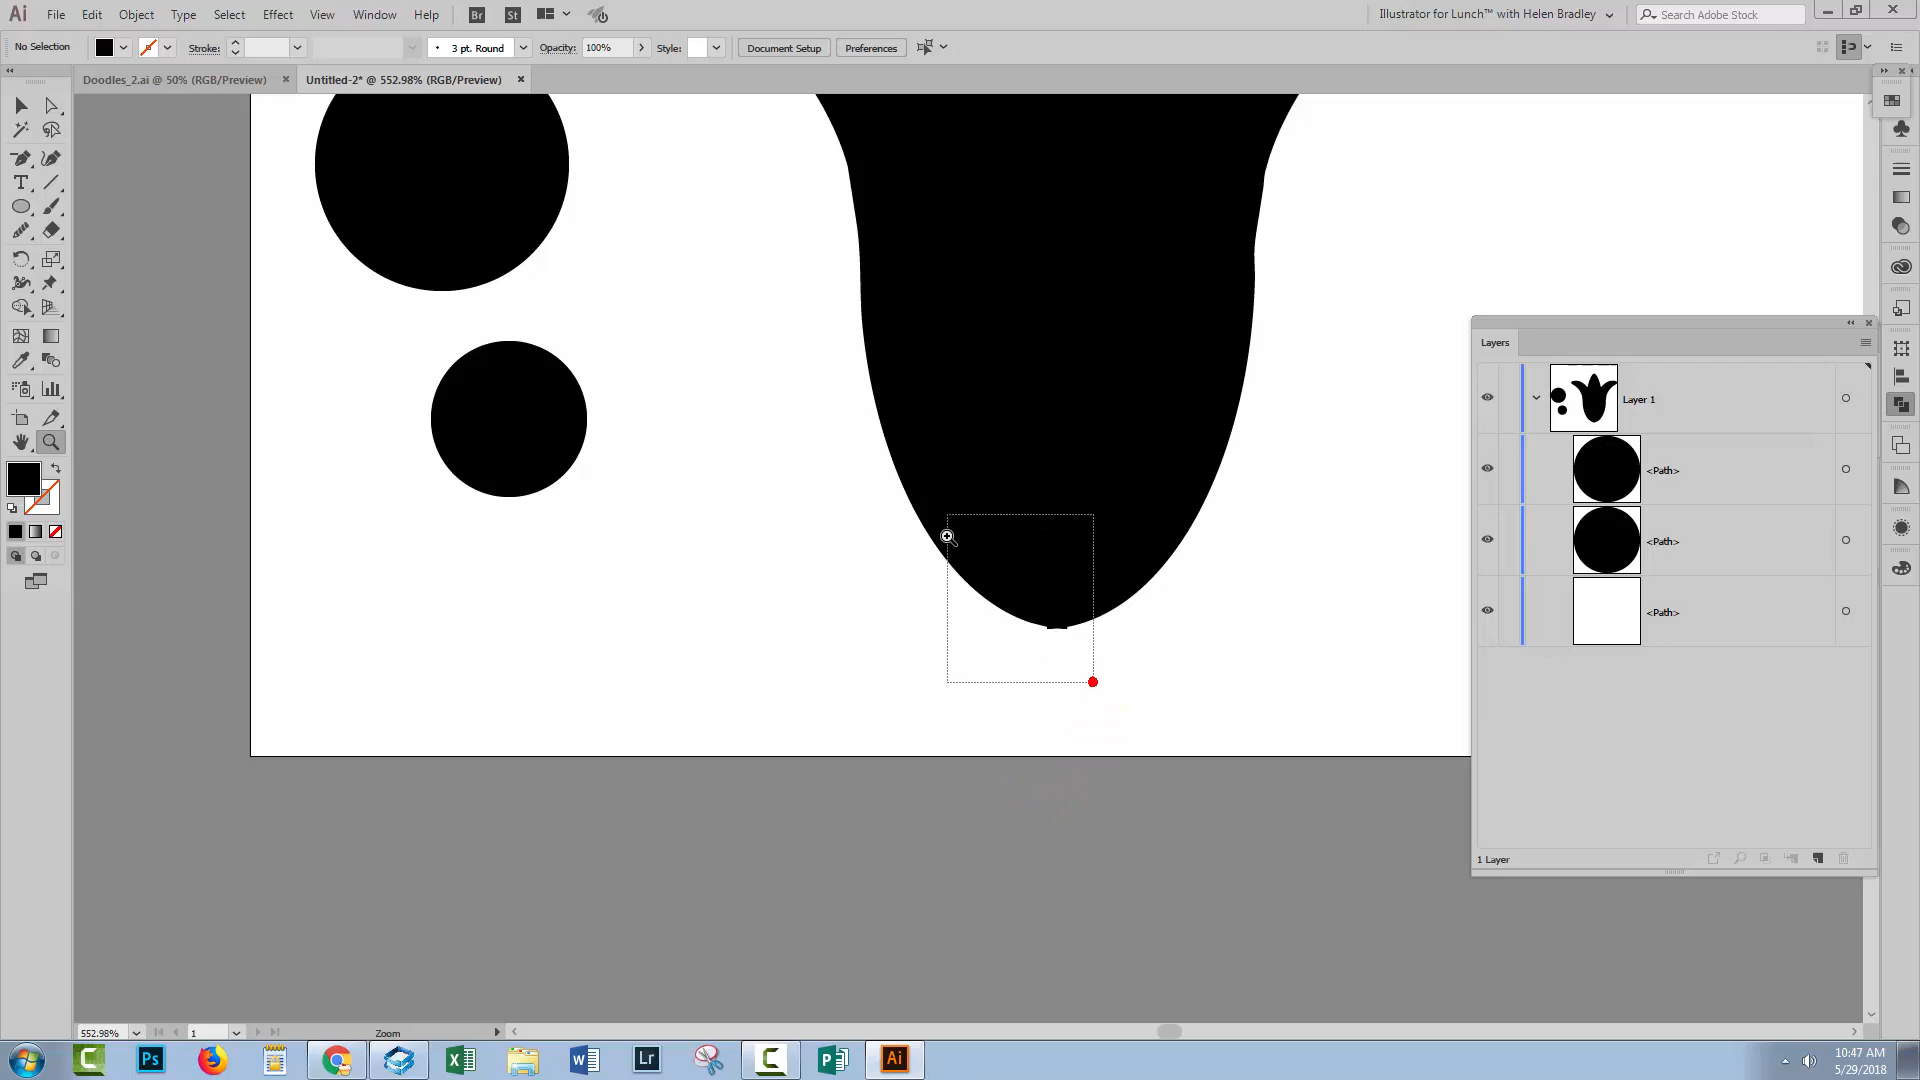 Ai File Edit Object Type Select Effect View Window Help Br St Illustrator for Lunch™ with Helen Bradley Search Adobe Stock
No Selection Stroke: 3 pt. Round Opacity: 100% Style: Document Setup Preferences
Doodles_2.ai @ 50% (RGB/Preview) Untitled-2* @ 552.98% (RGB/Preview)
Layers
Layer 1
<Path>
<Path>
<Path>
1 Layer
552.98% 1 Zoom
C Ps X W Lr C P Ai 10:47 AM
5/29/2018